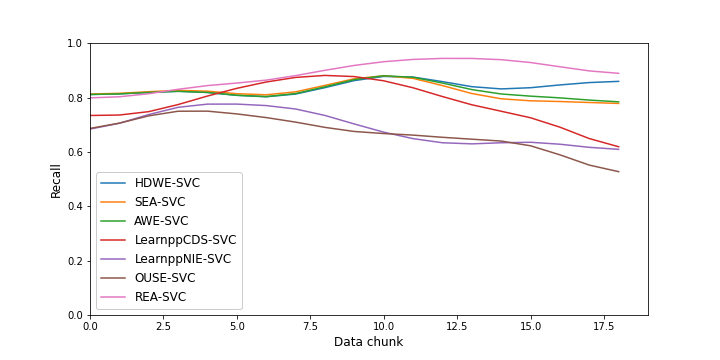 1.0
0.8
0.6
0.4
0.2
0.0
Recall
HDWE-SVC
SEA-SVC
AWE-SVC
LearnppCDS-SVC
LearnppNIE-SVC
OUSE-SVC
REA-SVC
0.0 2.5 5.0 7.5 10.0 12.5 15.0 17.5
Data chunk